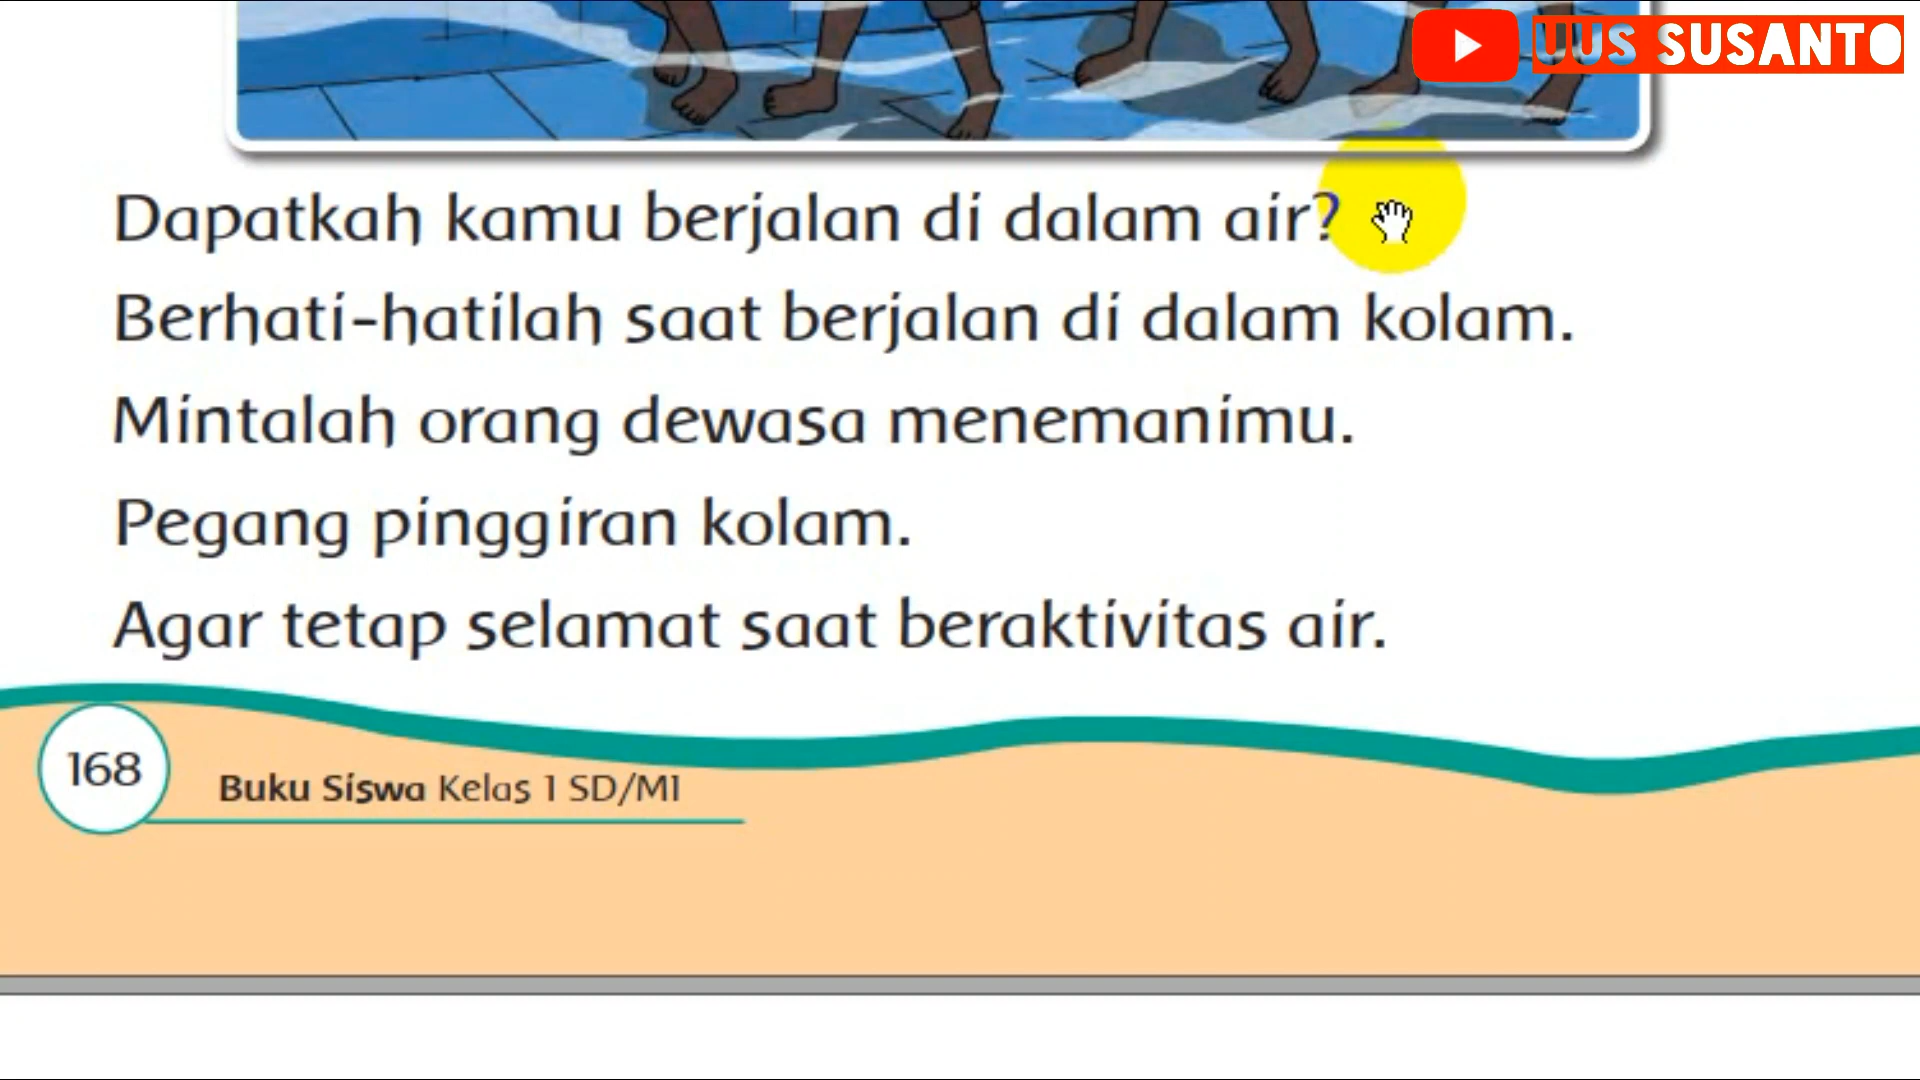 UUS SUSANTO
Dapatkah kamu berjalan di dalam air?
Berhati-hatilah saat berjalan di dalam kolam.
Mintalah orang dewasa menemanimu.
Pegang pinggiran kolam.
Agar tetap selamat saat beraktivitas air.
168
Buku Siswa Kelas 1 SD/MI